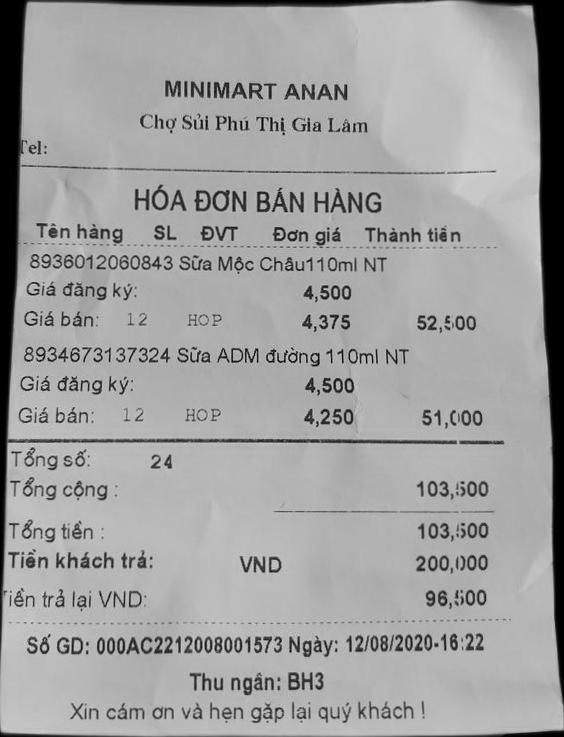 MINIMART ANAN
Chợ Sủi Phú Thị Gia Lâm
Tel:
HÓA ĐƠN BÁN HÀNG
Tên hàng SL ĐVT Đơn giá Thành tiền
8936012060843 Sữa Mộc Châu110ml NT
Giá đăng ký: 4,500
Giá bán: 12 HOP 4,375 52,500
8934673137324 Sữa ADM đường 110ml NT
Giá đăng ký: 4,500
Giá bán: 12 HOP 4,250 51,000
Tổng số: 24
Tổng cộng : 103,500
Tổng tiền : 103,500
Tiền khách trả: VND 200,000
Tiền trả lại VND: 96,500
Số GD: 000AC2212008001573 Ngày: 12/08/2020-16:22
Thu ngân: BH3
Xin cám ơn và hẹn gặp lại quý khách !